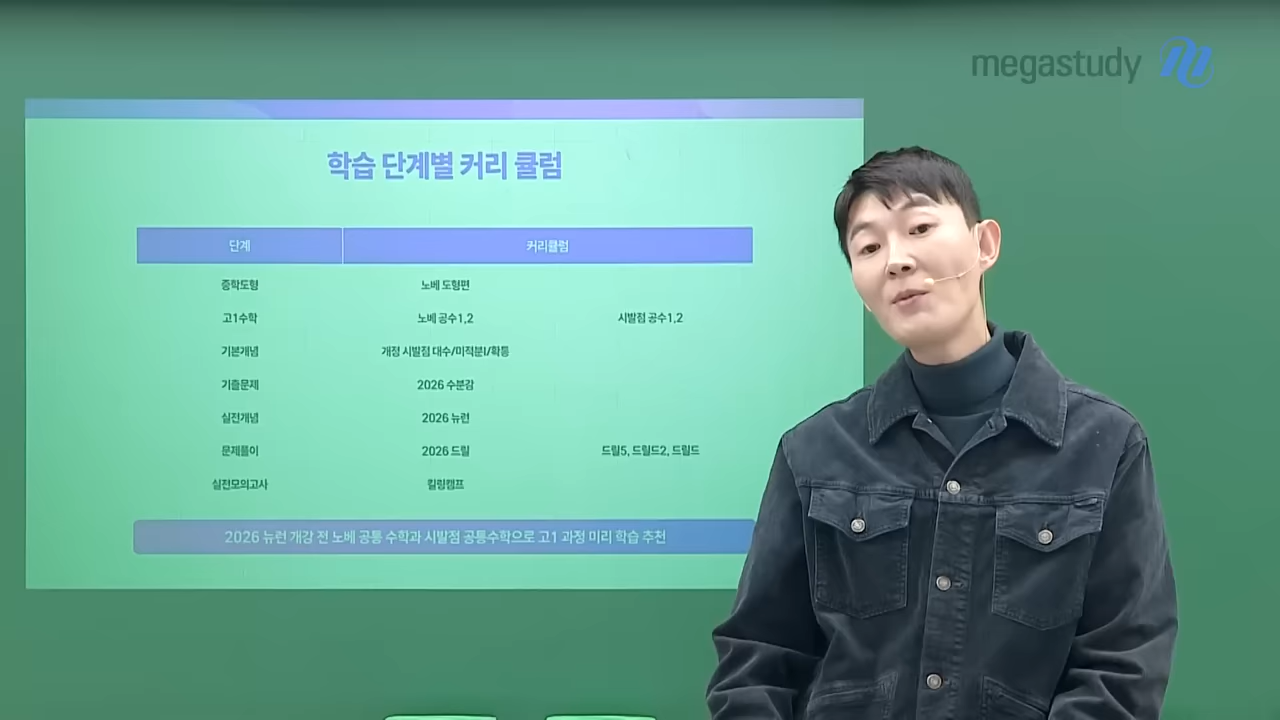 megastudy
학습 단계별 커리 쿨럼
단계 커리큘럼
중학도형 노베 도형편
고1수학 노베 공수1,2 시발점 공수1,2
기본개념 개정 시발점 대수/미적분I/확통
기출문제 2026 수분감
실전개념 2026 뉴런
문제풀이 2026 드릴 드릴5, 드릴드2, 드릴드
실전모의고사 킬링캠프
2026 뉴런 개강 전 노베 공통 수학과 시발점 공통수학으로 고1 과정 미리 학습 추천